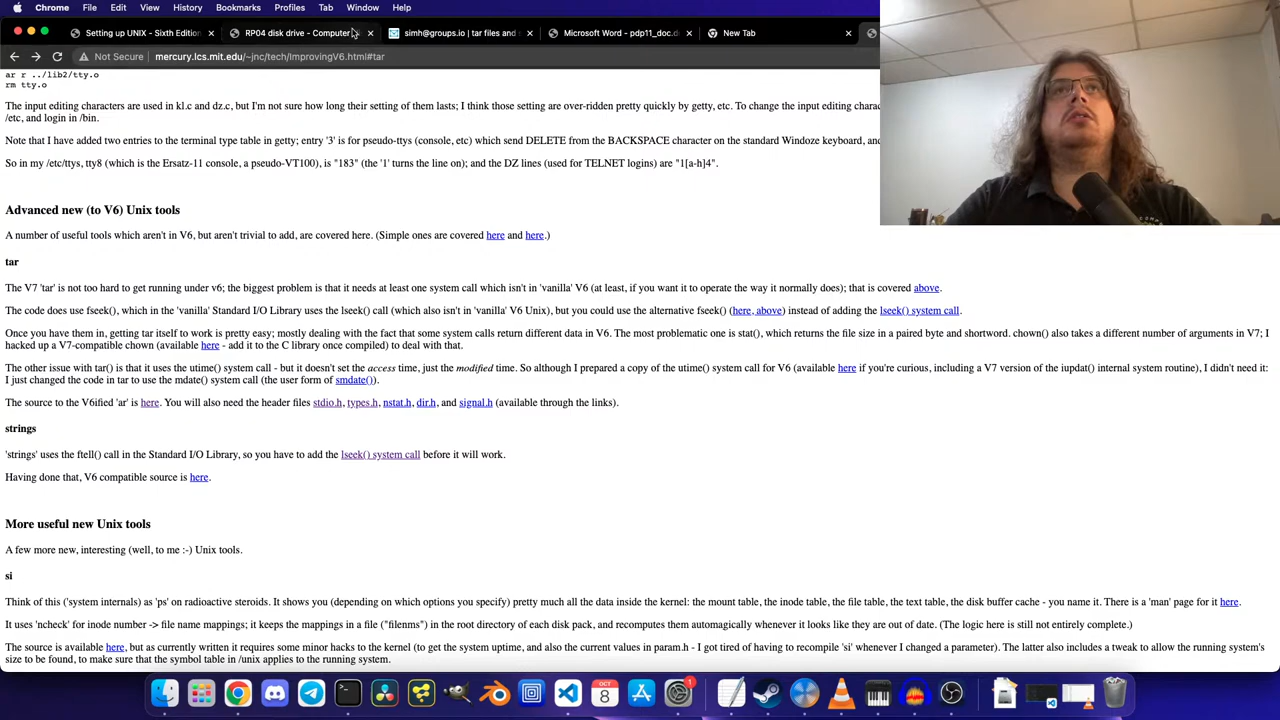 Chrome File Edit View History Bookmarks Profiles Tab Window Help
Setting up UNIX - Sixth Edition
RP04 disk drive - Computer
simh@groups.io | tar files and
Microsoft Word - pdp11_doc.d
New Tab
Not Secure mercury.lcs.mit.edu/~jnc/tech/ImprovingV6.html#tar
ar r ../lib2/tty.o
rm tty.o
The input editing characters are used in kl.c and dz.c, but I'm not sure how long their setting of them lasts; I think those setting are over-ridden pretty quickly by getty, etc. To change the input editing chara
/etc, and login in /bin.
Note that I have added two entries to the terminal type table in getty; entry '3' is for pseudo-ttys (console, etc) which send DELETE from the BACKSPACE character on the standard Windoze keyboard, an
So in my /etc/ttys, tty8 (which is the Ersatz-11 console, a pseudo-VT100), is "183" (the '1' turns the line on); and the DZ lines (used for TELNET logins) are "1[a-h]4".
Advanced new (to V6) Unix tools
A number of useful tools which aren't in V6, but aren't trivial to add, are covered here. (Simple ones are covered here and here.)
tar
The V7 'tar' is not too hard to get running under v6; the biggest problem is that it needs at least one system call which isn't in 'vanilla' V6 (at least, if you want it to operate the way it normally does); that is covered above.
The code does use fseek(), which in the 'vanilla' Standard I/O Library uses the lseek() call (which also isn't in 'vanilla' V6 Unix), but you could use the alternative fseek() (here, above) instead of adding the lseek() system call.
Once you have them in, getting tar itself to work is pretty easy; mostly dealing with the fact that some system calls return different data in V6. The most problematic one is stat(), which returns the file size in a paired byte and shortword. chown() also takes a different number of arguments in V7; I
hacked up a V7-compatible chown (available here - add it to the C library once compiled) to deal with that.
The other issue with tar() is that it uses the utime() system call - but it doesn't set the access time, just the modified time. So although I prepared a copy of the utime() system call for V6 (available here if you're curious, including a V7 version of the iupdat() internal system routine), I didn't need it:
I just changed the code in tar to use the mdate() system call (the user form of smdate()).
The source to the V6ified 'ar' is here. You will also need the header files stdio.h, types.h, nstat.h, dir.h, and signal.h (available through the links).
strings
'strings' uses the ftell() call in the Standard I/O Library, so you have to add the lseek() system call before it will work.
Having done that, V6 compatible source is here.
More useful new Unix tools
A few more new, interesting (well, to me :-) Unix tools.
si
Think of this ('system internals) as 'ps' on radioactive steroids. It shows you (depending on which options you specify) pretty much all the data inside the kernel: the mount table, the inode table, the file table, the text table, the disk buffer cache - you name it. There is a 'man' page for it here.
It uses 'ncheck' for inode number -> file name mappings; it keeps the mappings in a file ("filenms") in the root directory of each disk pack, and recomputes them automagically whenever it looks like they are out of date. (The logic here is still not entirely complete.)
The source is available here, but as currently written it requires some minor hacks to the kernel (to get the system uptime, and also the current values in param.h - I got tired of having to recompile 'si' whenever I changed a parameter). The latter also includes a tweak to allow the running system's
size to be found, to make sure that the symbol table in /unix applies to the running system.
OCT
8
1